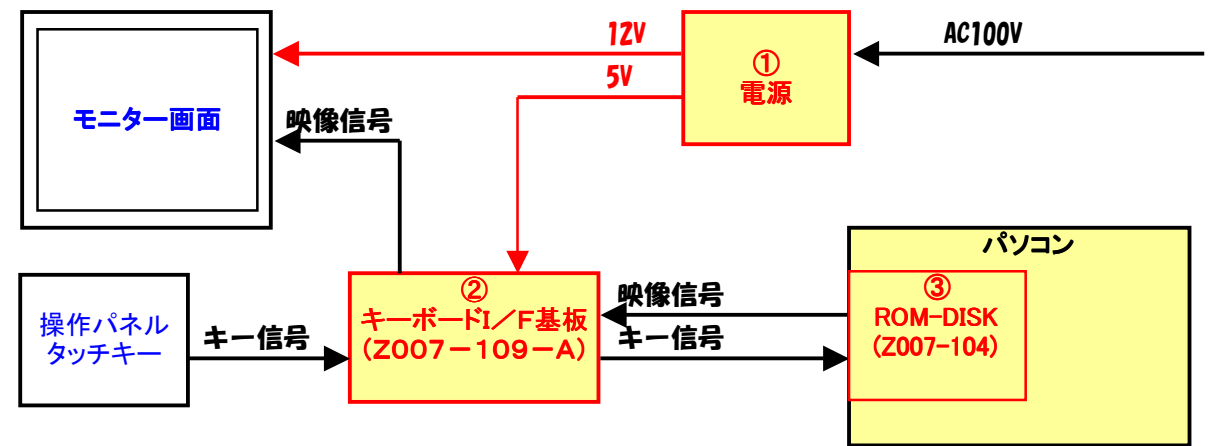 12V
AC100V
①
電源
5V
モニター画面
映像信号
パソコン
②
キーボードI／F基板
(Z007－109－A)
映像信号
キー信号
③
ROM-DISK
(Z007-104)
操作パネル
タッチキー
キー信号